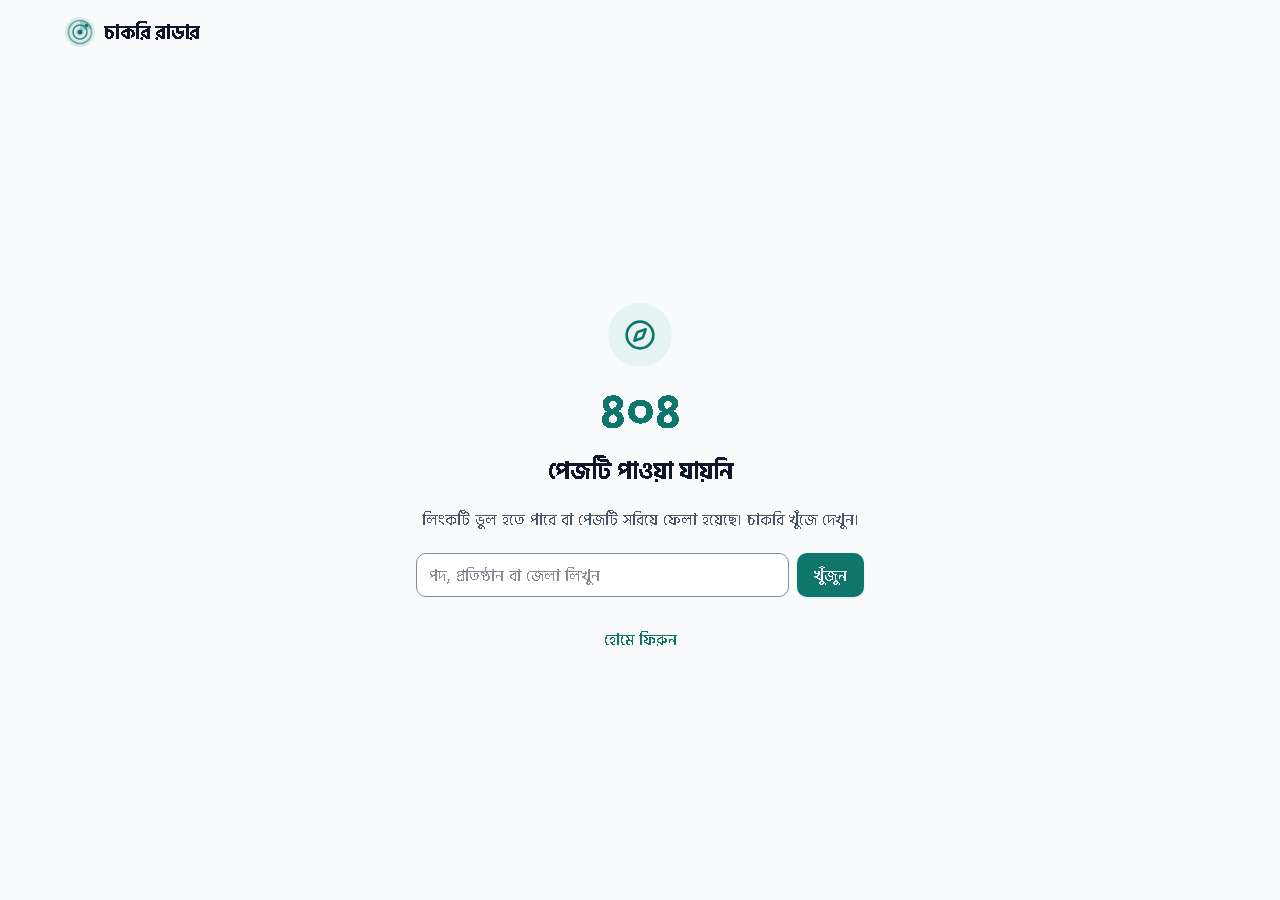 চাকরি রাডার
৪০৪
পেজটি পাওয়া যায়নি
লিংকটি ভুল হতে পারে বা পেজটি সরিয়ে ফেলা হয়েছে। চাকরি খুঁজে দেখুন।
পদ, প্রতিষ্ঠান বা জেলা লিখুন
খুঁজুন
হোমে ফিরুন